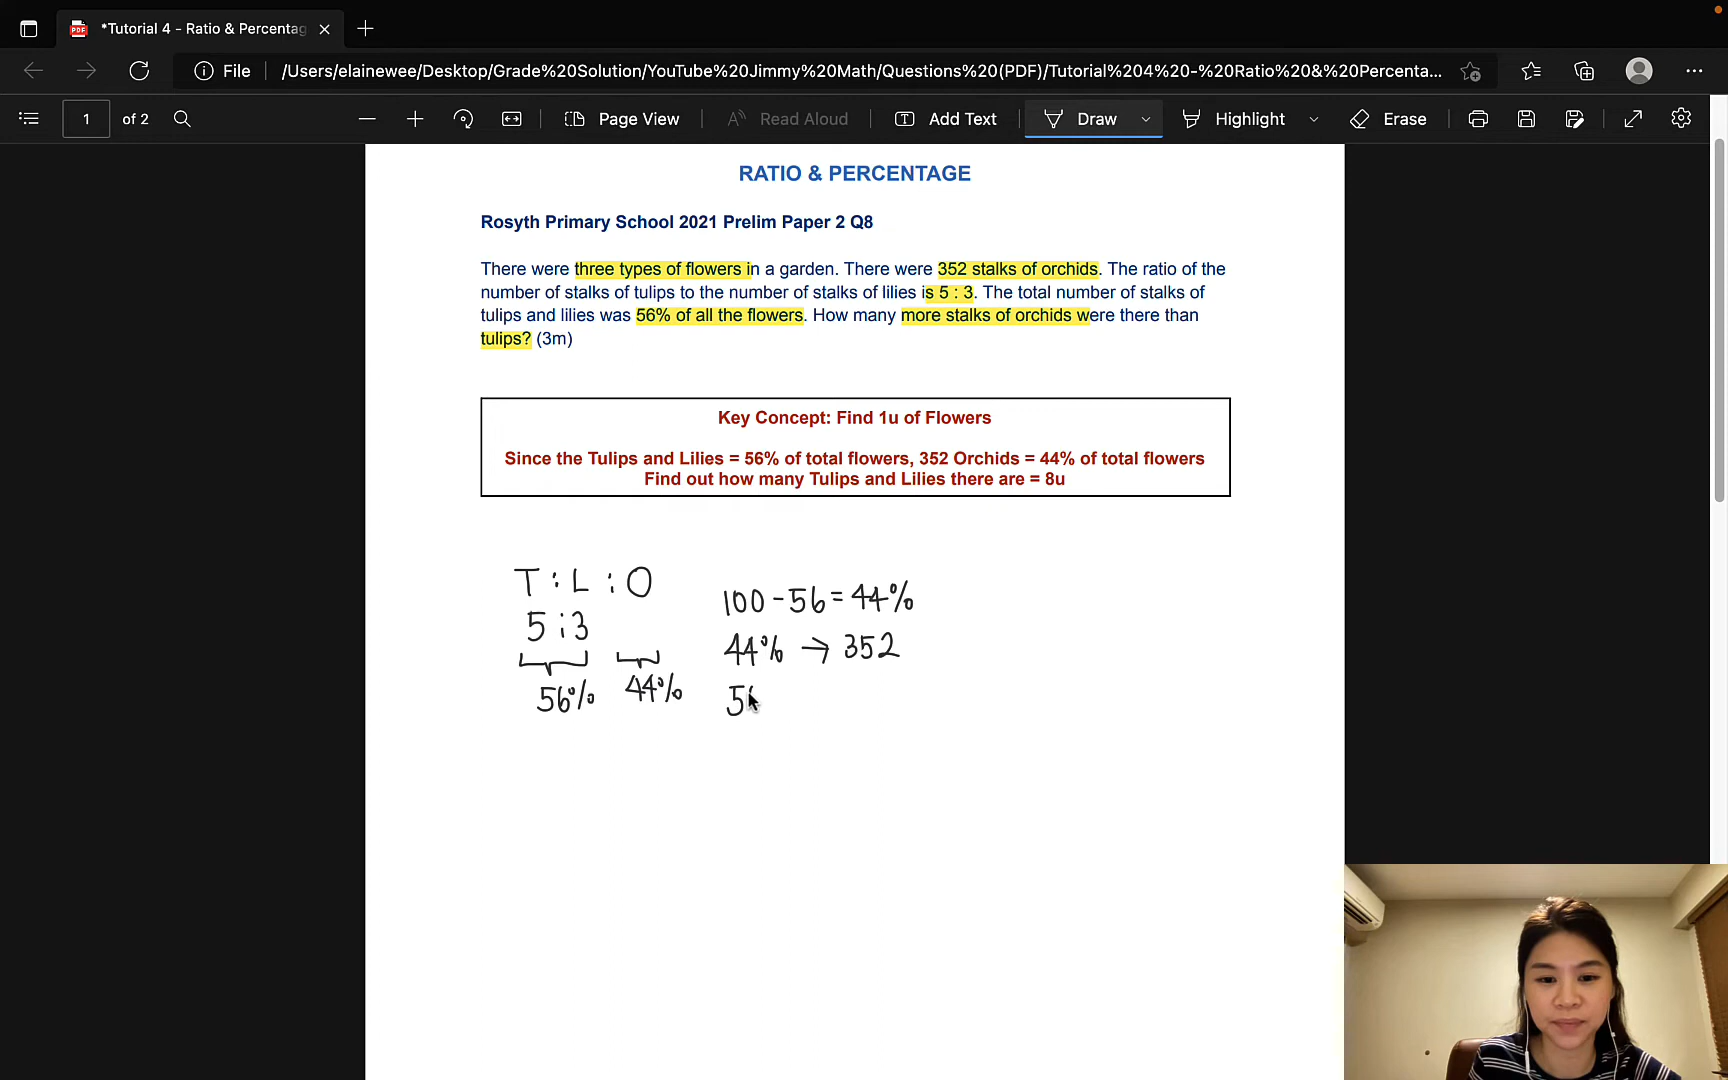 *Tutorial 4 - Ratio & Percentag
File
/Users/elainewee/Desktop/Grade%20Solution/YouTube%20Jimmy%20Math/Questions%20(PDF)/Tutorial%204%20-%20Ratio%20&%20Percenta...
1 of 2
Page View
Read Aloud
Add Text
Draw
Highlight
Erase
RATIO & PERCENTAGE
Rosyth Primary School 2021 Prelim Paper 2 Q8
There were three types of flowers in a garden. There were 352 stalks of orchids. The ratio of the
number of stalks of tulips to the number of stalks of lilies is 5 : 3. The total number of stalks of
tulips and lilies was 56% of all the flowers. How many more stalks of orchids were there than
tulips? (3m)
Key Concept: Find 1u of Flowers
Since the Tulips and Lilies = 56% of total flowers, 352 Orchids = 44% of total flowers
Find out how many Tulips and Lilies there are = 8u
T : L : O
5 : 3
56% 44%
100 - 56 = 44%
44% → 352
56